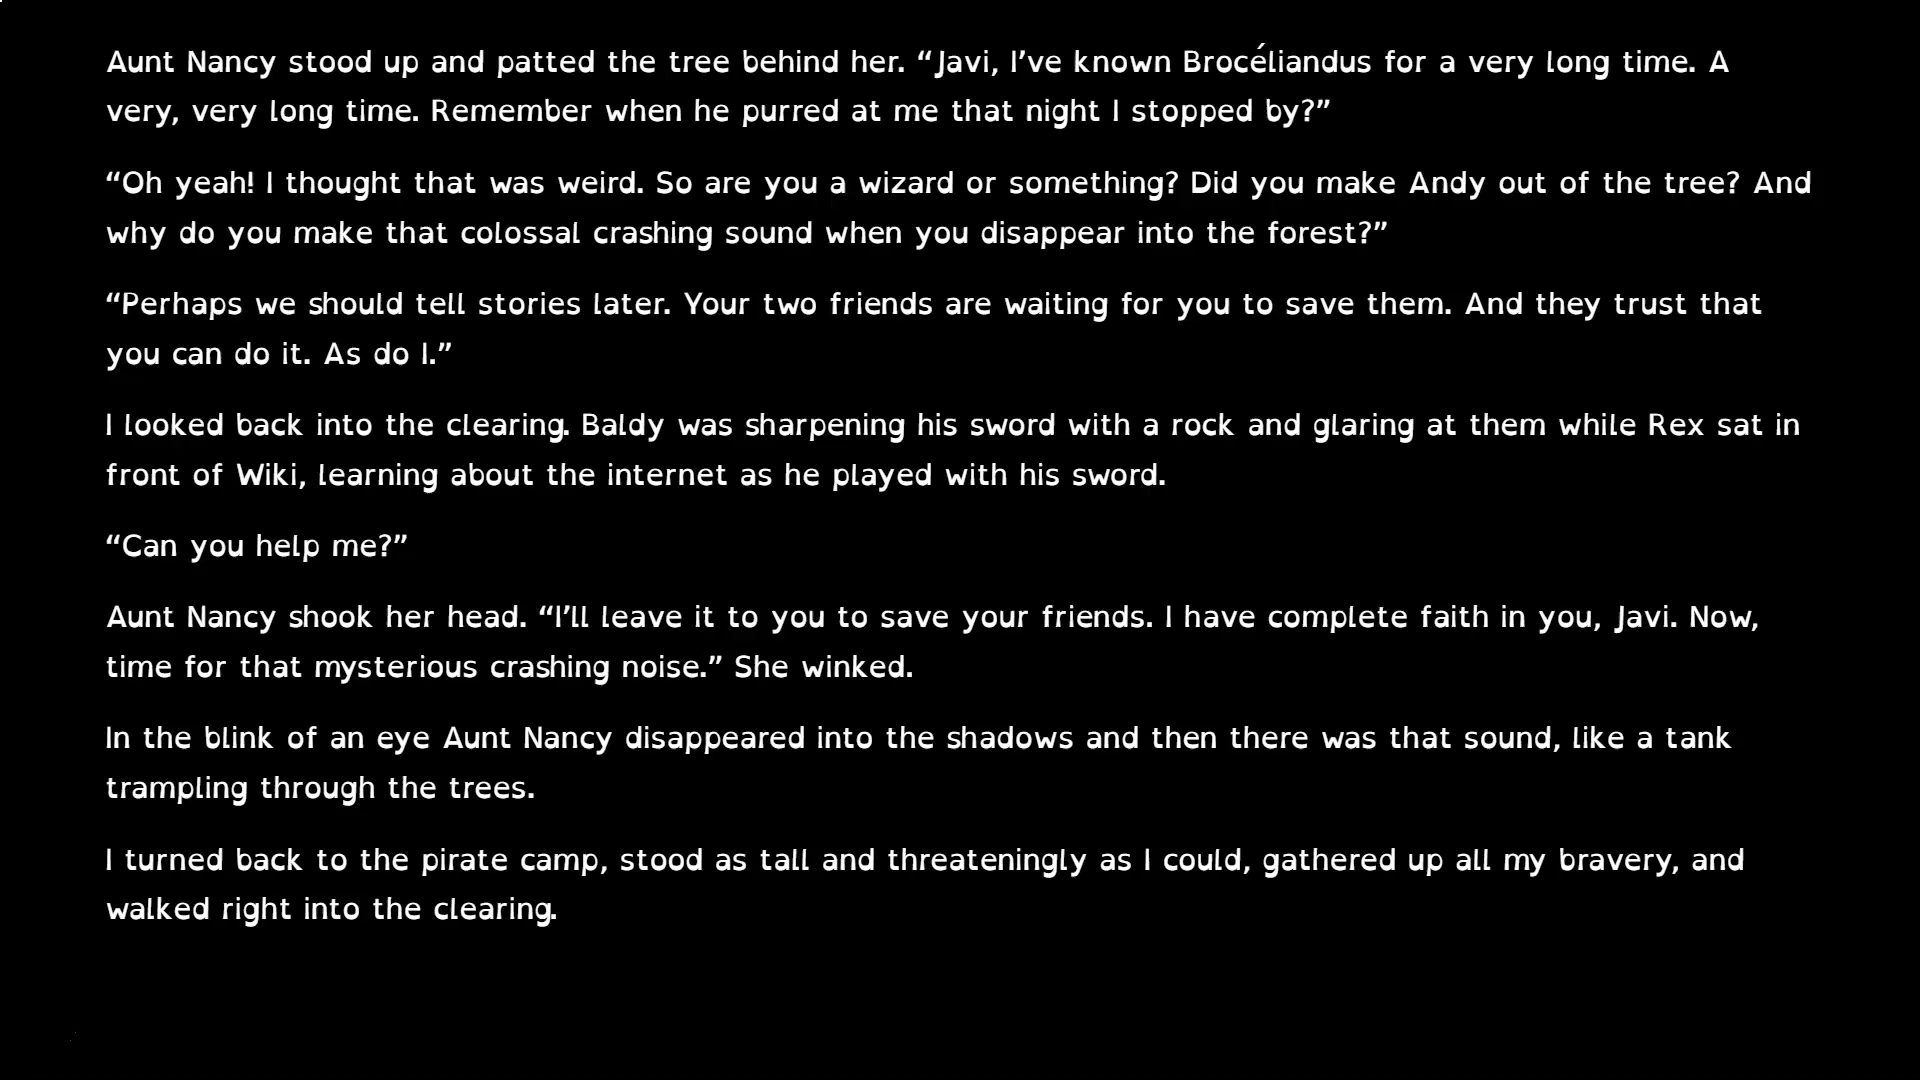 Aunt Nancy stood up and patted the tree behind her. “Javi, I’ve known Brocéliandus for a very long time. A
very, very long time. Remember when he purred at me that night I stopped by?”
“Oh yeah! I thought that was weird. So are you a wizard or something? Did you make Andy out of the tree? And
why do you make that colossal crashing sound when you disappear into the forest?”
“Perhaps we should tell stories later. Your two friends are waiting for you to save them. And they trust that
you can do it. As do I.”
I looked back into the clearing. Baldy was sharpening his sword with a rock and glaring at them while Rex sat in
front of Wiki, learning about the internet as he played with his sword.
“Can you help me?”
Aunt Nancy shook her head. “I’ll leave it to you to save your friends. I have complete faith in you, Javi. Now,
time for that mysterious crashing noise.” She winked.
In the blink of an eye Aunt Nancy disappeared into the shadows and then there was that sound, like a tank
trampling through the trees.
I turned back to the pirate camp, stood as tall and threateningly as I could, gathered up all my bravery, and
walked right into the clearing.